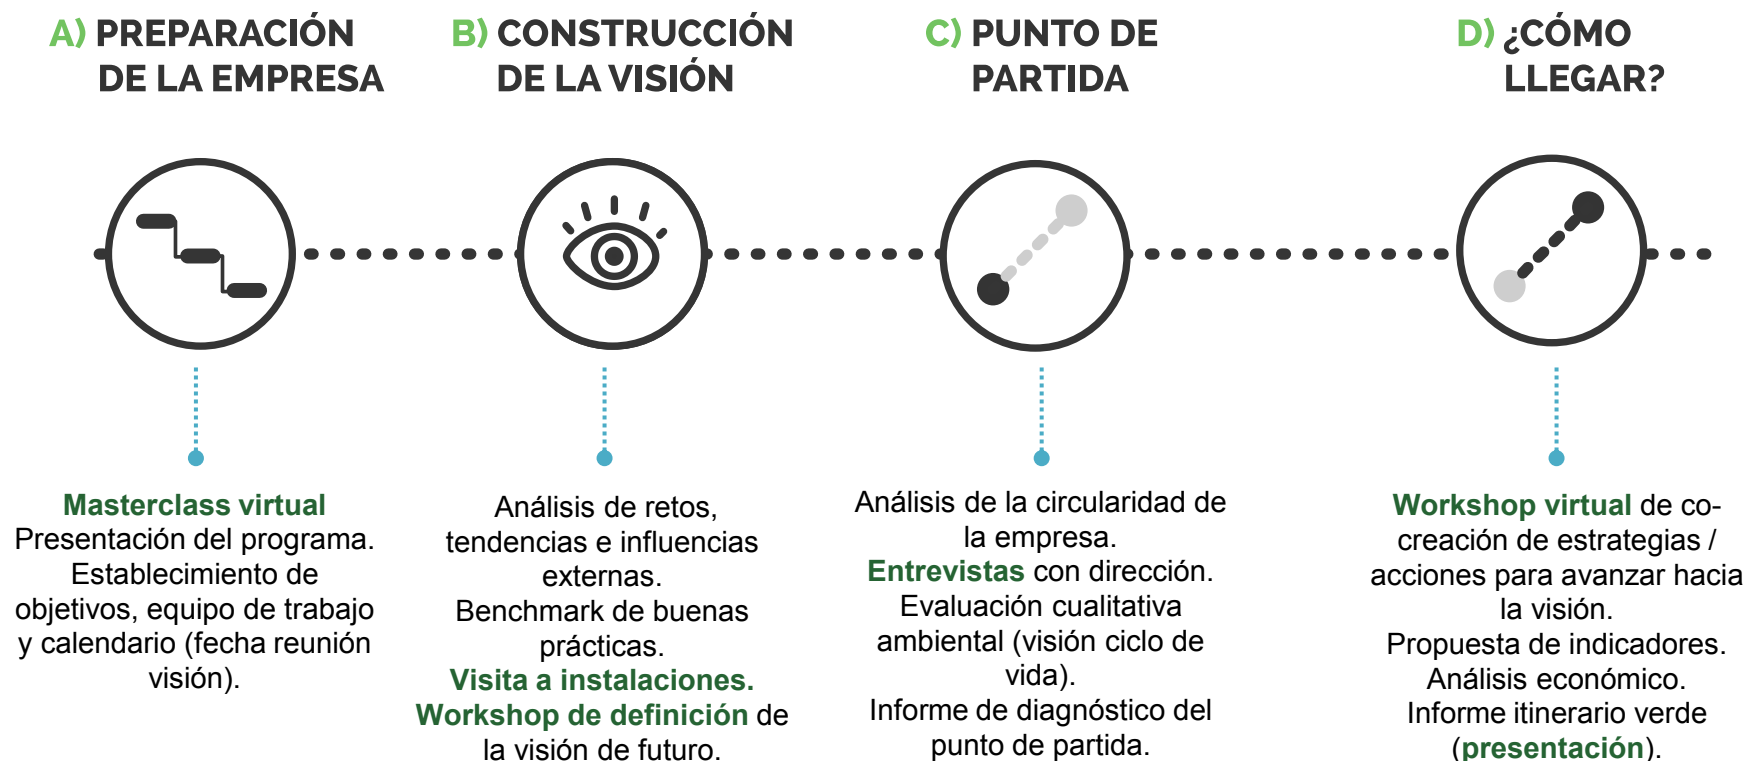 A) PREPARACIÓN
DE LA EMPRESA
B) CONSTRUCCIÓN
DE LA VISIÓN
C) PUNTO DE
PARTIDA
D) ¿CÓMO
LLEGAR?
Masterclass virtual
Presentación del programa.
Establecimiento de
objetivos, equipo de trabajo
y calendario (fecha reunión
visión).
Análisis de retos,
tendencias e influencias
externas.
Benchmark de buenas
prácticas.
Visita a instalaciones.
Workshop de definición de
la visión de futuro.
Análisis de la circularidad de
la empresa.
Entrevistas con dirección.
Evaluación cualitativa
ambiental (visión ciclo de
vida).
Informe de diagnóstico del
punto de partida.
Workshop virtual de co-
creación de estrategias /
acciones para avanzar hacia
la visión.
Propuesta de indicadores.
Análisis económico.
Informe itinerario verde
(presentación).